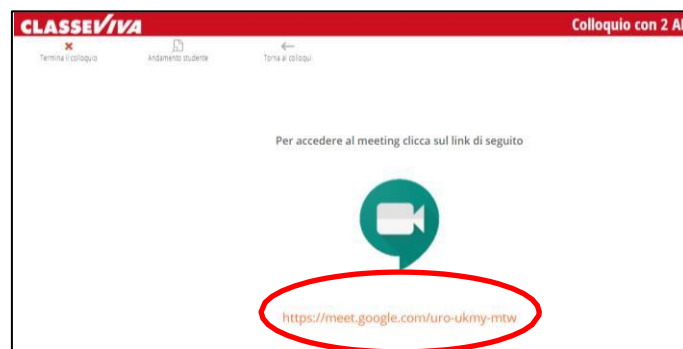 CLASSEVIVA
Colloquio con 2 Al
Termina il colloquio
Andamento studente
Torna ai colloqui
Per accedere al meeting clicca sul link di seguito
https://meet.google.com/uro-ukmy-mtw